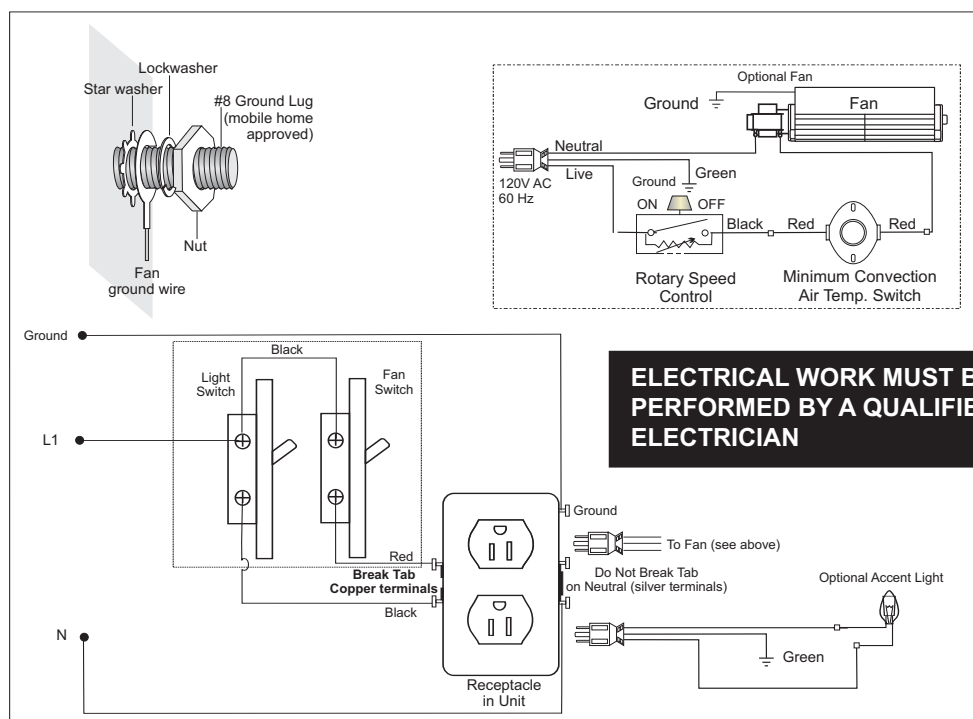 Lockwasher
Star washer
#8 Ground Lug
(mobile home
approved)
Nut
Fan
ground wire
Optional Fan
Ground
Fan
Neutral
Live
120V AC
60 Hz
Green
Ground
ON
OFF
Black
Red
Red
Rotary Speed
Control
Minimum Convection
Air Temp. Switch
Ground
Black
Light
Switch
Fan
Switch
L1
ELECTRICAL WORK MUST B
PERFORMED BY A QUALIFIE
ELECTRICIAN
Ground
To Fan (see above)
Red
Break Tab
Copper terminals
Black
Do Not Break Tab
on Neutral (silver terminals)
Optional Accent Light
N
Green
Receptacle
in Unit